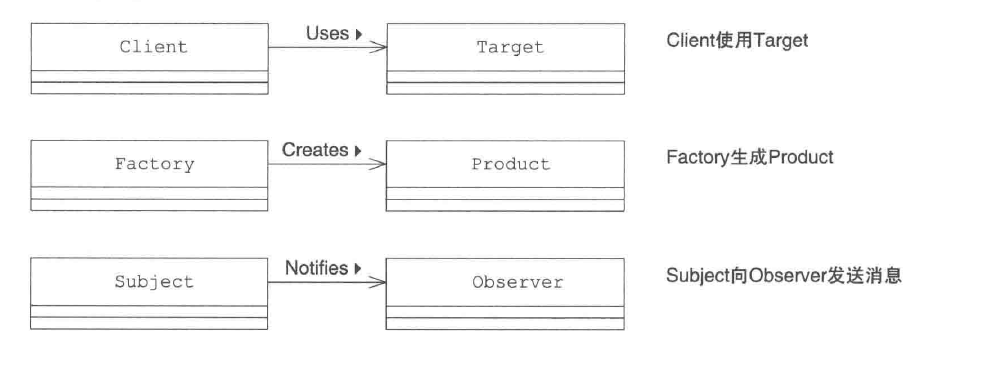 Client Uses Target Client使用Target
Factory Creates Product Factory生成Product
Subject Notifies Observer Subject向Observer发送消息